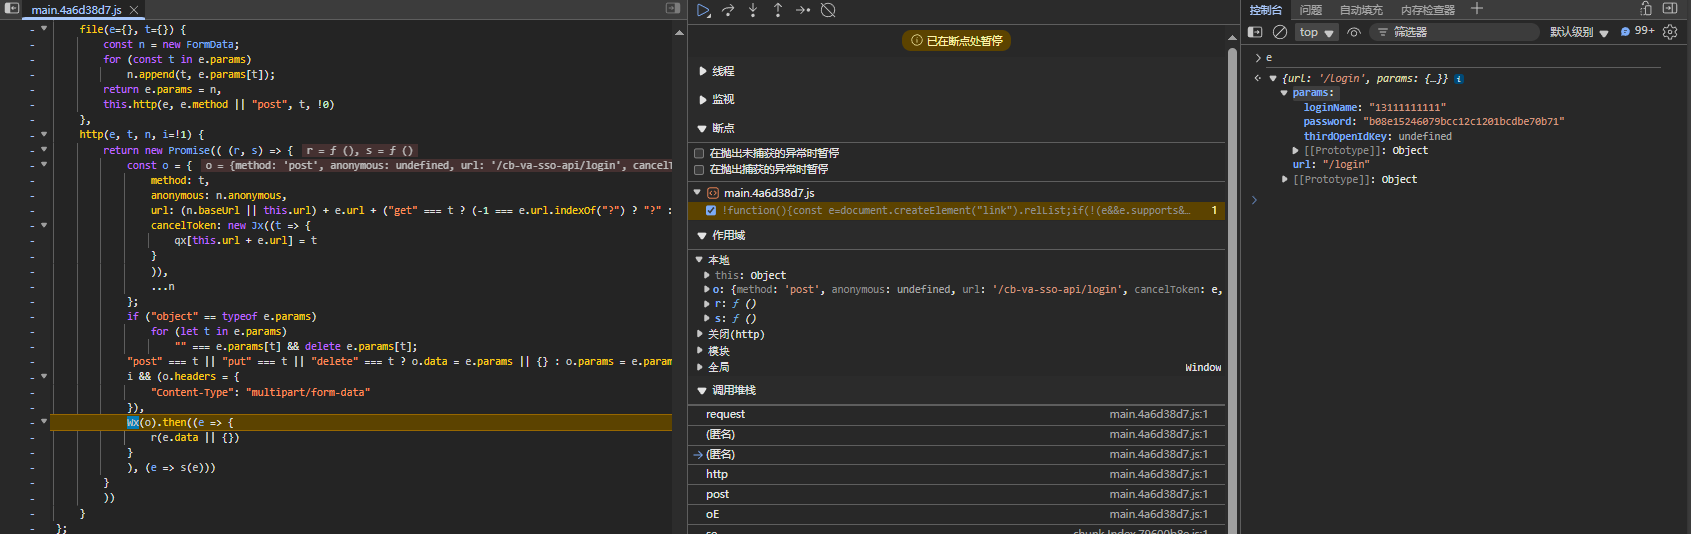 main.4a6d38d7.js
file(e={}, t={}) {
const n = new FormData;
for (const t in e.params)
n.append(t, e.params[t]);
return e.params = n,
this.http(e, e.method || "post", t, !0)
},
http(e, t, n, i=!1) {
return new Promise(( (r, s) => { r = ƒ (), s = ƒ ()
const o = { o = {method: 'post', anonymous: undefined, url: '/cb-va-sso-api/login', cancelTok
method: t,
anonymous: n.anonymous,
url: (n.baseUrl || this.url) + e.url + ("get" === t ? (-1 === e.url.indexOf("?") ? "?" :
cancelToken: new Jx((t => {
qx[this.url + e.url] = t
}
)),
...n
};
if ("object" == typeof e.params)
for (let t in e.params)
"" === e.params[t] && delete e.params[t];
"post" === t || "put" === t || "delete" === t ? o.data = e.params || {} : o.params = e.param
i && (o.headers = {
"Content-Type": "multipart/form-data"
}),
Wx(o).then((e => {
r(e.data || {})
}
), (e => s(e)))
}
))
}
};
已在断点处暂停
线程
监视
断点
在抛出未捕获的异常时暂停
在抛出捕获的异常时暂停
main.4a6d38d7.js
!function(){const e=document.createElement("link").relList;if(!(e&&e.supports&… 1
作用域
本地
this: Object
o: {method: 'post', anonymous: undefined, url: '/cb-va-sso-api/login', cancelToken: e,
r: ƒ ()
s: ƒ ()
关闭(http)
模块
全局 Window
调用堆栈
request main.4a6d38d7.js:1
(匿名) main.4a6d38d7.js:1
(匿名) main.4a6d38d7.js:1
http main.4a6d38d7.js:1
post main.4a6d38d7.js:1
oE main.4a6d38d7.js:1
控制台 问题 自动填充 内存检查器
top 筛选器 默认级别 99+
e
{url: '/login', params: {…}}
params:
loginName: "13111111111"
password: "b08e15246079bcc12c1201bcdbe70b71"
thirdOpenIdKey: undefined
[[Prototype]]: Object
url: "/login"
[[Prototype]]: Object